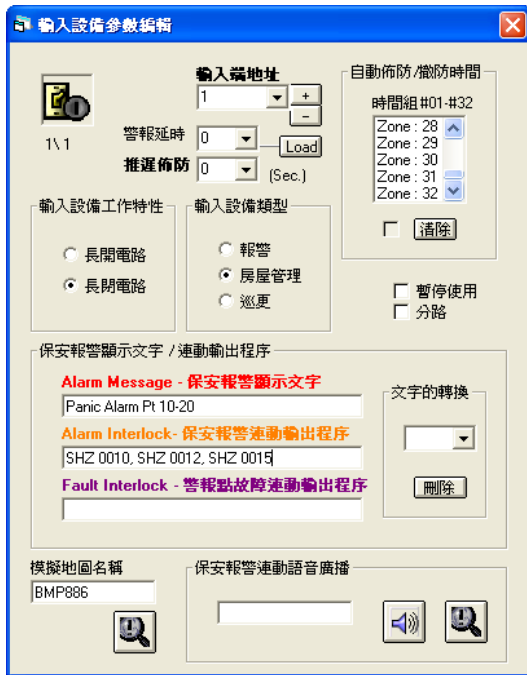 輸入設備參數編輯
輸入端地址
1
+
-
1\ 1
警報延時
0
Load
推遲佈防
0
(Sec.)
自動佈防/撤防時間
時間組#01-#32
Zone : 28
Zone : 29
Zone : 30
Zone : 31
Zone : 32
清除
輸入設備工作特性
長開電路
長閉電路
輸入設備類型
報警
房屋管理
巡更
暫停使用
分路
保安報警顯示文字 / 連動輸出程序
Alarm Message - 保安報警顯示文字
Panic Alarm Pt 10-20
Alarm Interlock- 保安報警連動輸出程序
SHZ 0010, SHZ 0012, SHZ 0015
Fault Interlock - 警報點故障連動輸出程序
文字的轉換
刪除
模擬地圖名稱
BMP886
保安報警連動語音廣播